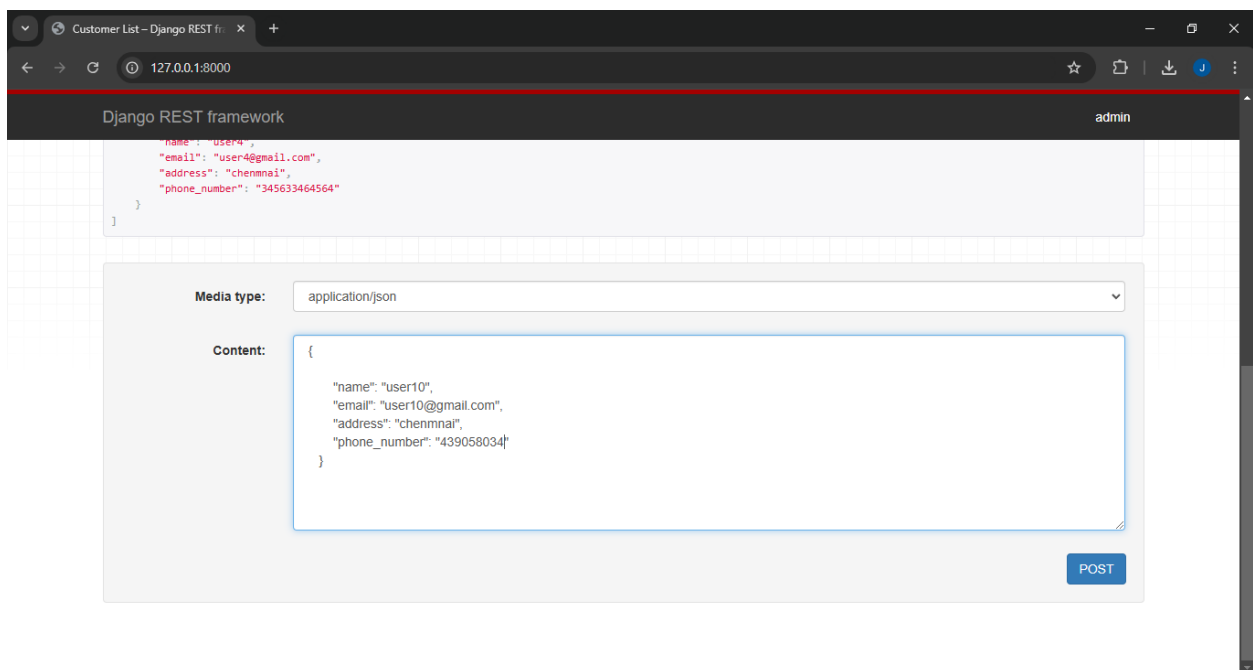 Customer List – Django REST fr
127.0.0.1:8000
J
Django REST framework
admin
"name": "user4",
"email": "user4@gmail.com",
"address": "chenmnai",
"phone_number": "345633464564"
}
]
Media type:
application/json
Content:
{
"name": "user10",
"email": "user10@gmail.com",
"address": "chenmnai",
"phone_number": "439058034"
}
POST